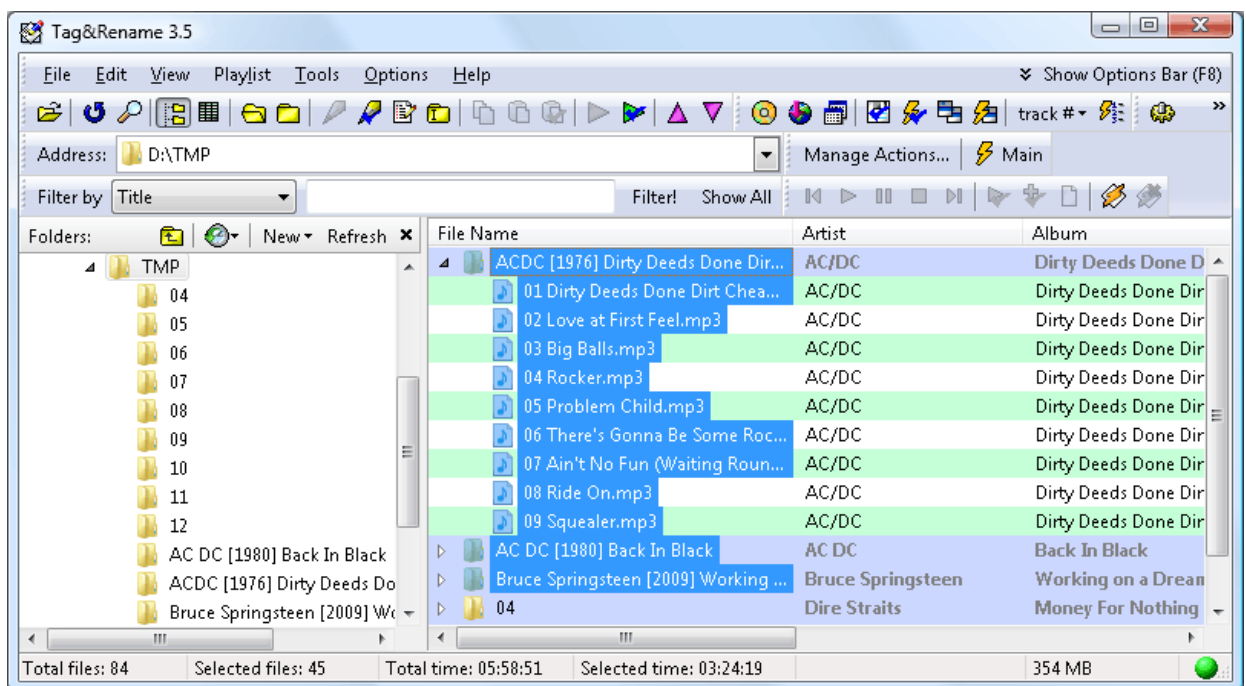 Tag&Rename 3.5
File Edit View Playlist Tools Options Help Show Options Bar (F8)
track #
Address: D:\TMP Manage Actions... Main
Filter by Title Filter! Show All
Folders: New Refresh File Name Artist Album
TMP ACDC [1976] Dirty Deeds Done Dir... AC/DC Dirty Deeds Done D
04 01 Dirty Deeds Done Dirt Chea... AC/DC Dirty Deeds Done Dir
05 02 Love at First Feel.mp3 AC/DC Dirty Deeds Done Dir
06 03 Big Balls.mp3 AC/DC Dirty Deeds Done Dir
07 04 Rocker.mp3 AC/DC Dirty Deeds Done Dir
08 05 Problem Child.mp3 AC/DC Dirty Deeds Done Dir
09 06 There's Gonna Be Some Roc... AC/DC Dirty Deeds Done Dir
10 07 Ain't No Fun (Waiting Roun... AC/DC Dirty Deeds Done Dir
11 08 Ride On.mp3 AC/DC Dirty Deeds Done Dir
12 09 Squealer.mp3 AC/DC Dirty Deeds Done Dir
AC DC [1980] Back In Black AC DC [1980] Back In Black AC DC Back In Black
ACDC [1976] Dirty Deeds Do Bruce Springsteen [2009] Working ... Bruce Springsteen Working on a Dream
Bruce Springsteen [2009] Wo 04 Dire Straits Money For Nothing
Total files: 84 Selected files: 45 Total time: 05:58:51 Selected time: 03:24:19 354 MB